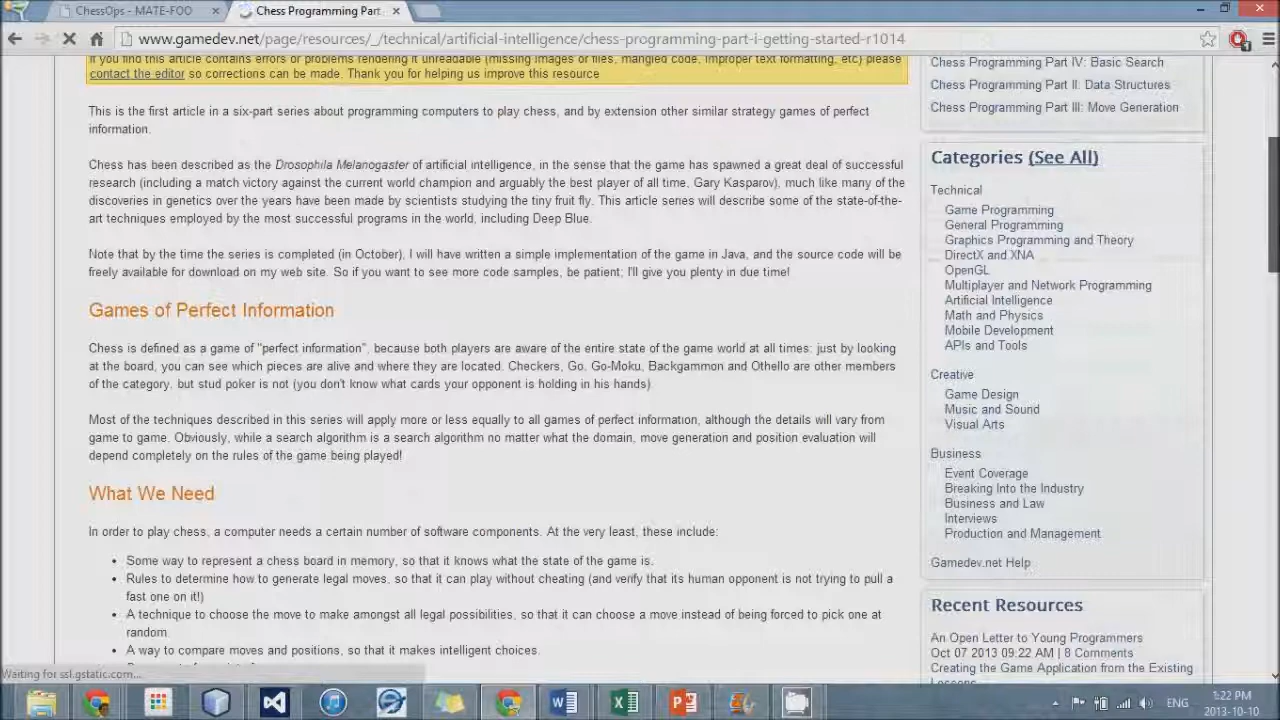 ChessOps - MATE-FOO
Chess Programming Part
www.gamedev.net/page/resources/_/technical/artificial-intelligence/chess-programming-part-i-getting-started-r1014
If you find this article contains errors or problems rendering it unreadable (missing images or files, mangled code, improper text formatting, etc) please
contact the editor so corrections can be made. Thank you for helping us improve this resource
This is the first article in a six-part series about programming computers to play chess, and by extension other similar strategy games of perfect
information.
Chess has been described as the Drosophila Melanogaster of artificial intelligence, in the sense that the game has spawned a great deal of successful
research (including a match victory against the current world champion and arguably the best player of all time, Gary Kasparov), much like many of the
discoveries in genetics over the years have been made by scientists studying the tiny fruit fly. This article series will describe some of the state-of-the-
art techniques employed by the most successful programs in the world, including Deep Blue.
Note that by the time the series is completed (in October), I will have written a simple implementation of the game in Java, and the source code will be
freely available for download on my web site. So if you want to see more code samples, be patient; I'll give you plenty in due time!
Games of Perfect Information
Chess is defined as a game of "perfect information", because both players are aware of the entire state of the game world at all times: just by looking
at the board, you can see which pieces are alive and where they are located. Checkers, Go, Go-Moku, Backgammon and Othello are other members
of the category, but stud poker is not (you don't know what cards your opponent is holding in his hands).
Most of the techniques described in this series will apply more or less equally to all games of perfect information, although the details will vary from
game to game. Obviously, while a search algorithm is a search algorithm no matter what the domain, move generation and position evaluation will
depend completely on the rules of the game being played!
What We Need
In order to play chess, a computer needs a certain number of software components. At the very least, these include:
• Some way to represent a chess board in memory, so that it knows what the state of the game is.
• Rules to determine how to generate legal moves, so that it can play without cheating (and verify that its human opponent is not trying to pull a
fast one on it!)
• A technique to choose the move to make amongst all legal possibilities, so that it can choose a move instead of being forced to pick one at
random.
• A way to compare moves and positions, so that it makes intelligent choices.
Chess Programming Part IV: Basic Search
Chess Programming Part II: Data Structures
Chess Programming Part III: Move Generation
Categories (See All)
Technical
Game Programming
General Programming
Graphics Programming and Theory
DirectX and XNA
OpenGL
Multiplayer and Network Programming
Artificial Intelligence
Math and Physics
Mobile Development
APIs and Tools
Creative
Game Design
Music and Sound
Visual Arts
Business
Event Coverage
Breaking Into the Industry
Business and Law
Interviews
Production and Management
Gamedev.net Help
Recent Resources
An Open Letter to Young Programmers
Oct 07 2013 09:22 AM | 8 Comments
Creating the Game Application from the Existing
Lessons
Waiting for ssl.gstatic.com...
ENG
1:22 PM
2013-10-10